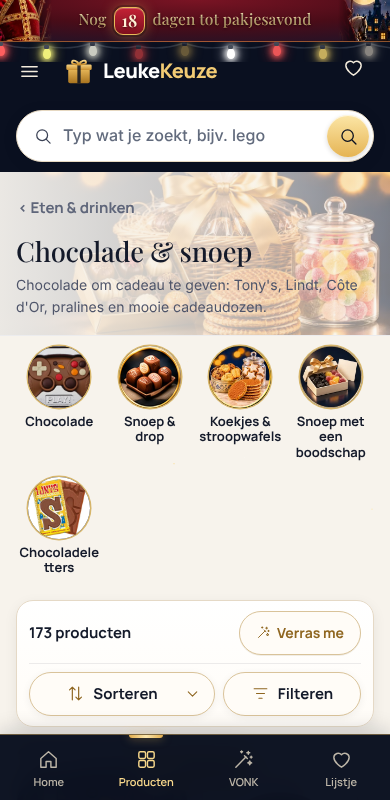 Nog 18 dagen tot pakjesavond
LeukeKeuze
Typ wat je zoekt, bijv. lego
‹ Eten & drinken
Chocolade & snoep
Chocolade om cadeau te geven: Tony's, Lindt, Côte
d'Or, pralines en mooie cadeaudozen.
Chocolade
Snoep &
drop
Koekjes &
stroopwafels
Snoep met
een
boodschap
Chocoladele
tters
173 producten
Verras me
Sorteren
Filteren
Home
Producten
VONK
Lijstje